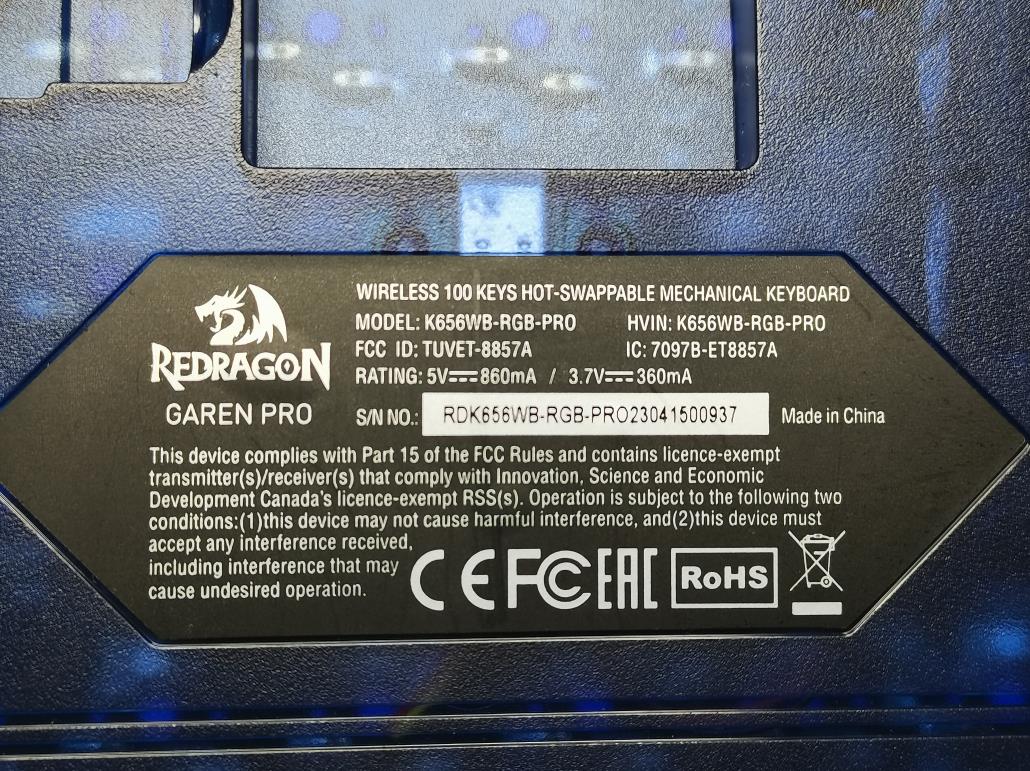 WIRELESS 100 KEYS HOT-SWAPPABLE MECHANICAL KEYBOARD
MODEL: K656WB-RGB-PRO HVIN: K656WB-RGB-PRO
FCC ID: TUVET-8857A IC: 7097B-ET8857A
RATING: 5V⎓860mA / 3.7V⎓360mA
REDRAGON
GAREN PRO
S/N NO.: RDK656WB-RGB-PRO23041500937 Made in China
This device complies with Part 15 of the FCC Rules and contains licence-exempt
transmitter(s)/receiver(s) that comply with Innovation, Science and Economic
Development Canada's licence-exempt RSS(s). Operation is subject to the following two
conditions:(1)this device may not cause harmful interference, and(2)this device must
accept any interference received,
including interference that may
cause undesired operation.
CE FC EAC RoHS